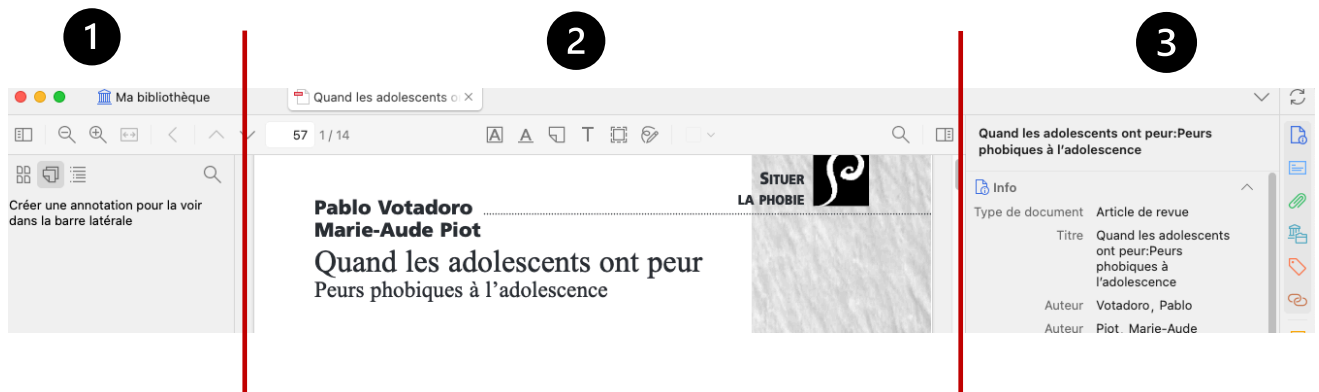 1
2
3
Ma bibliothèque
Quand les adolescents o
57 1 / 14
Créer une annotation pour la voir
dans la barre latérale
SITUER
LA PHOBIE
Pablo Votadoro
Marie-Aude Piot
Quand les adolescents ont peur
Peurs phobiques à l'adolescence
Quand les adolescents ont peur:Peurs
phobiques à l'adolescence
Info
Type de document Article de revue
Titre Quand les adolescents
ont peur:Peurs
phobiques à
l'adolescence
Auteur Votadoro, Pablo
Auteur Piot, Marie-Aude